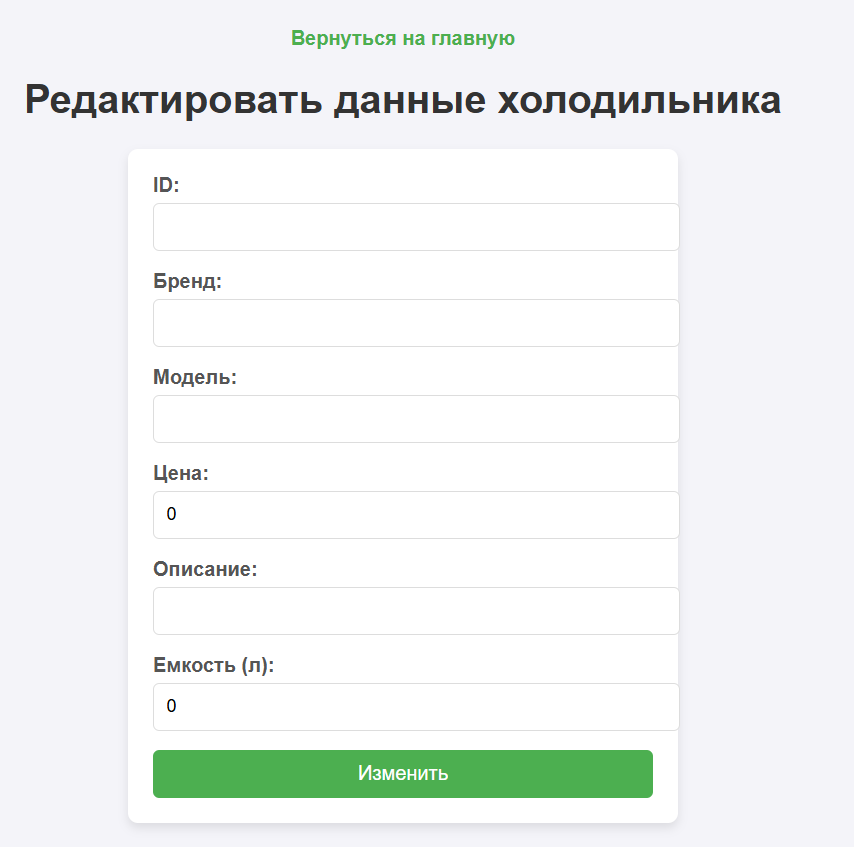 Вернуться на главную
Редактировать данные холодильника
ID:
Бренд:
Модель:
Цена:
0
Описание:
Емкость (л):
0
Изменить